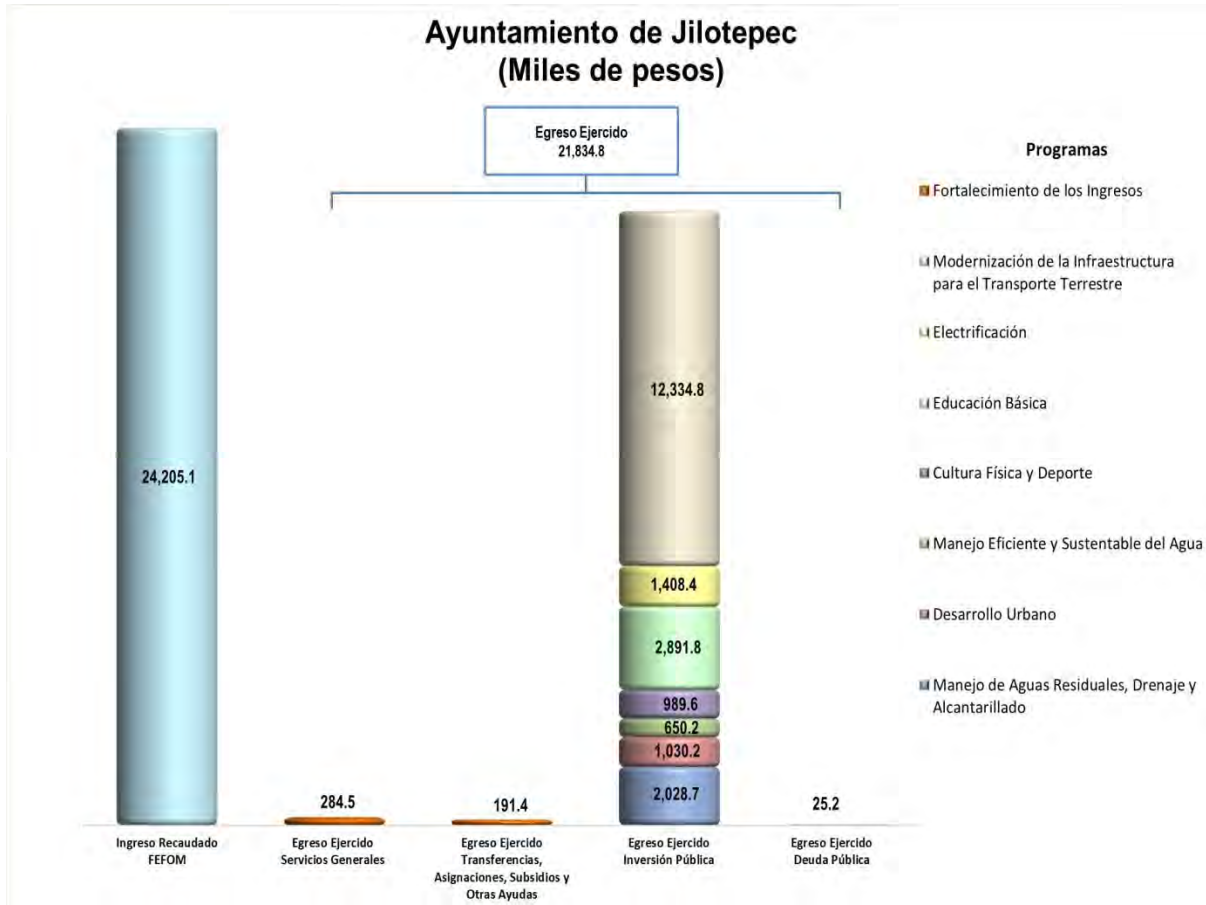 Ayuntamiento de Jilotepec
(Miles de pesos)
Egreso Ejercido
21,834.8
Programas
Fortalecimiento de los Ingresos
Modernización de la Infraestructura
para el Transporte Terrestre
Electrificación
Educación Básica
Cultura Física y Deporte
Manejo Eficiente y Sustentable del Agua
Desarrollo Urbano
Manejo de Aguas Residuales, Drenaje y
Alcantarillado
24,205.1
284.5
191.4
12,334.8
1,408.4
2,891.8
989.6
650.2
1,030.2
2,028.7
25.2
Ingreso Recaudado
FEFOM
Egreso Ejercido
Servicios Generales
Egreso Ejercido
Transferencias,
Asignaciones, Subsidios y
Otras Ayudas
Egreso Ejercido
Inversión Pública
Egreso Ejercido
Deuda Pública